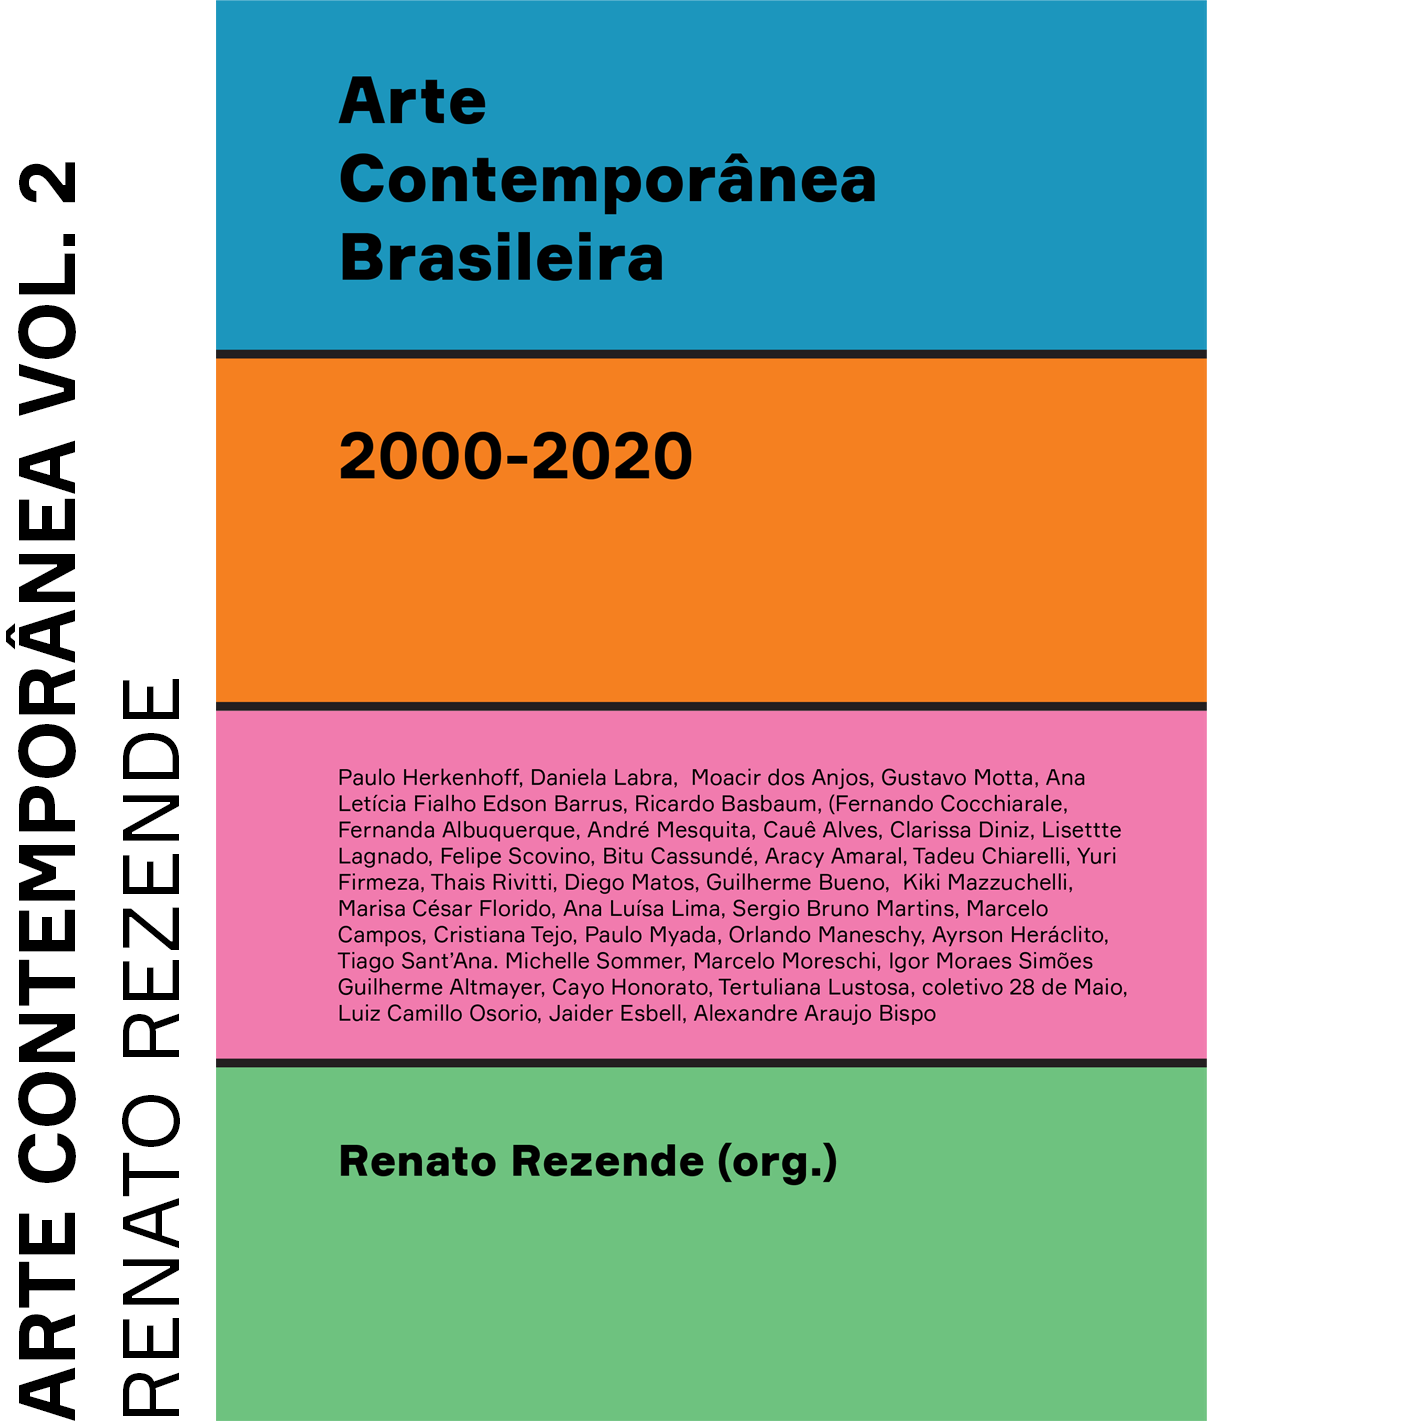 ARTE CONTEMPORÂNEA VOL. 2
RENATO REZENDE
Arte
Contemporânea
Brasileira
2000-2020
Paulo Herkenhoff, Daniela Labra,  Moacir dos Anjos, Gustavo Motta, Ana
Letícia Fialho Edson Barrus, Ricardo Basbaum, (Fernando Cocchiarale,
Fernanda Albuquerque, André Mesquita, Cauê Alves, Clarissa Diniz, Lisettte
Lagnado, Felipe Scovino, Bitu Cassundé, Aracy Amaral, Tadeu Chiarelli, Yuri
Firmeza, Thais Rivitti, Diego Matos, Guilherme Bueno,  Kiki Mazzuchelli,
Marisa César Florido, Ana Luísa Lima, Sergio Bruno Martins, Marcelo
Campos, Cristiana Tejo, Paulo Myada, Orlando Maneschy, Ayrson Heráclito,
Tiago Sant’Ana. Michelle Sommer, Marcelo Moreschi, Igor Moraes Simões
Guilherme Altmayer, Cayo Honorato, Tertuliana Lustosa, coletivo 28 de Maio,
Luiz Camillo Osorio, Jaider Esbell, Alexandre Araujo Bispo
Renato Rezende (org.)